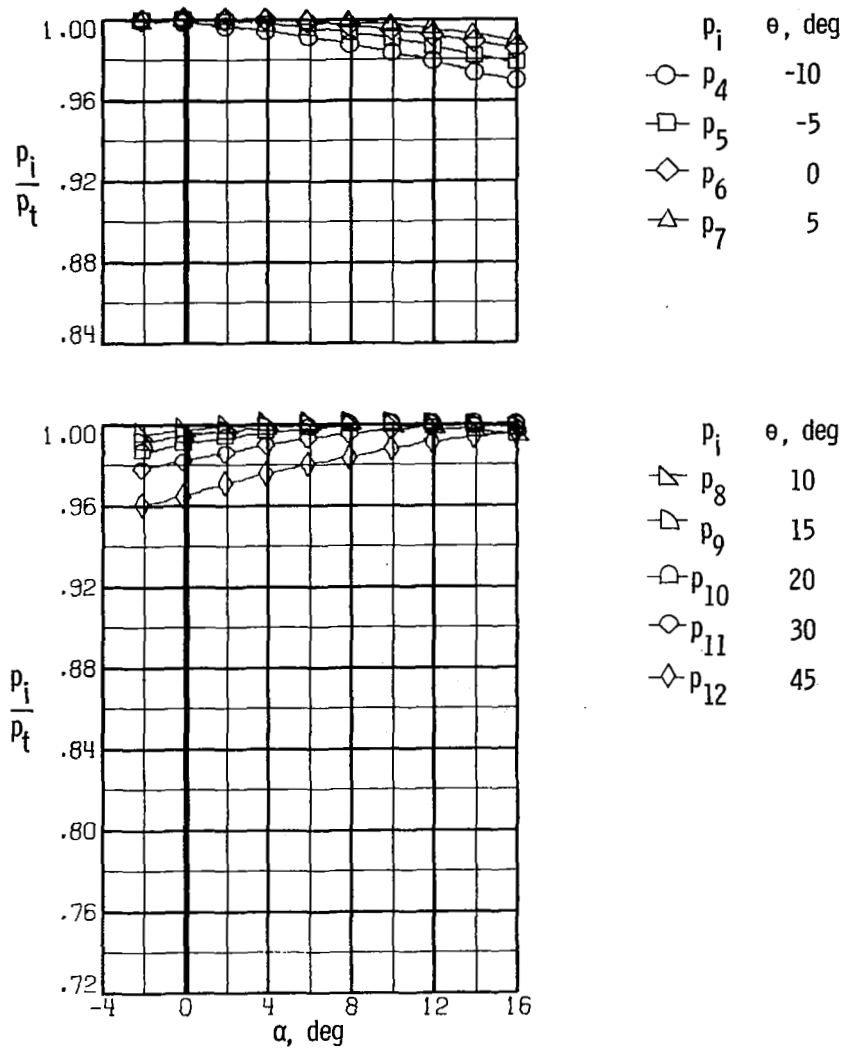 1.00
.96
.92
.88
.84
p_i/p_t
p_i θ, deg
p_4 -10
p_5 -5
p_6 0
p_7 5
1.00
.96
.92
.88
.84
.80
.76
.72
p_i/p_t
-4 0 4 8 12 16
α, deg
p_i θ, deg
p_8 10
p_9 15
p_10 20
p_11 30
p_12 45